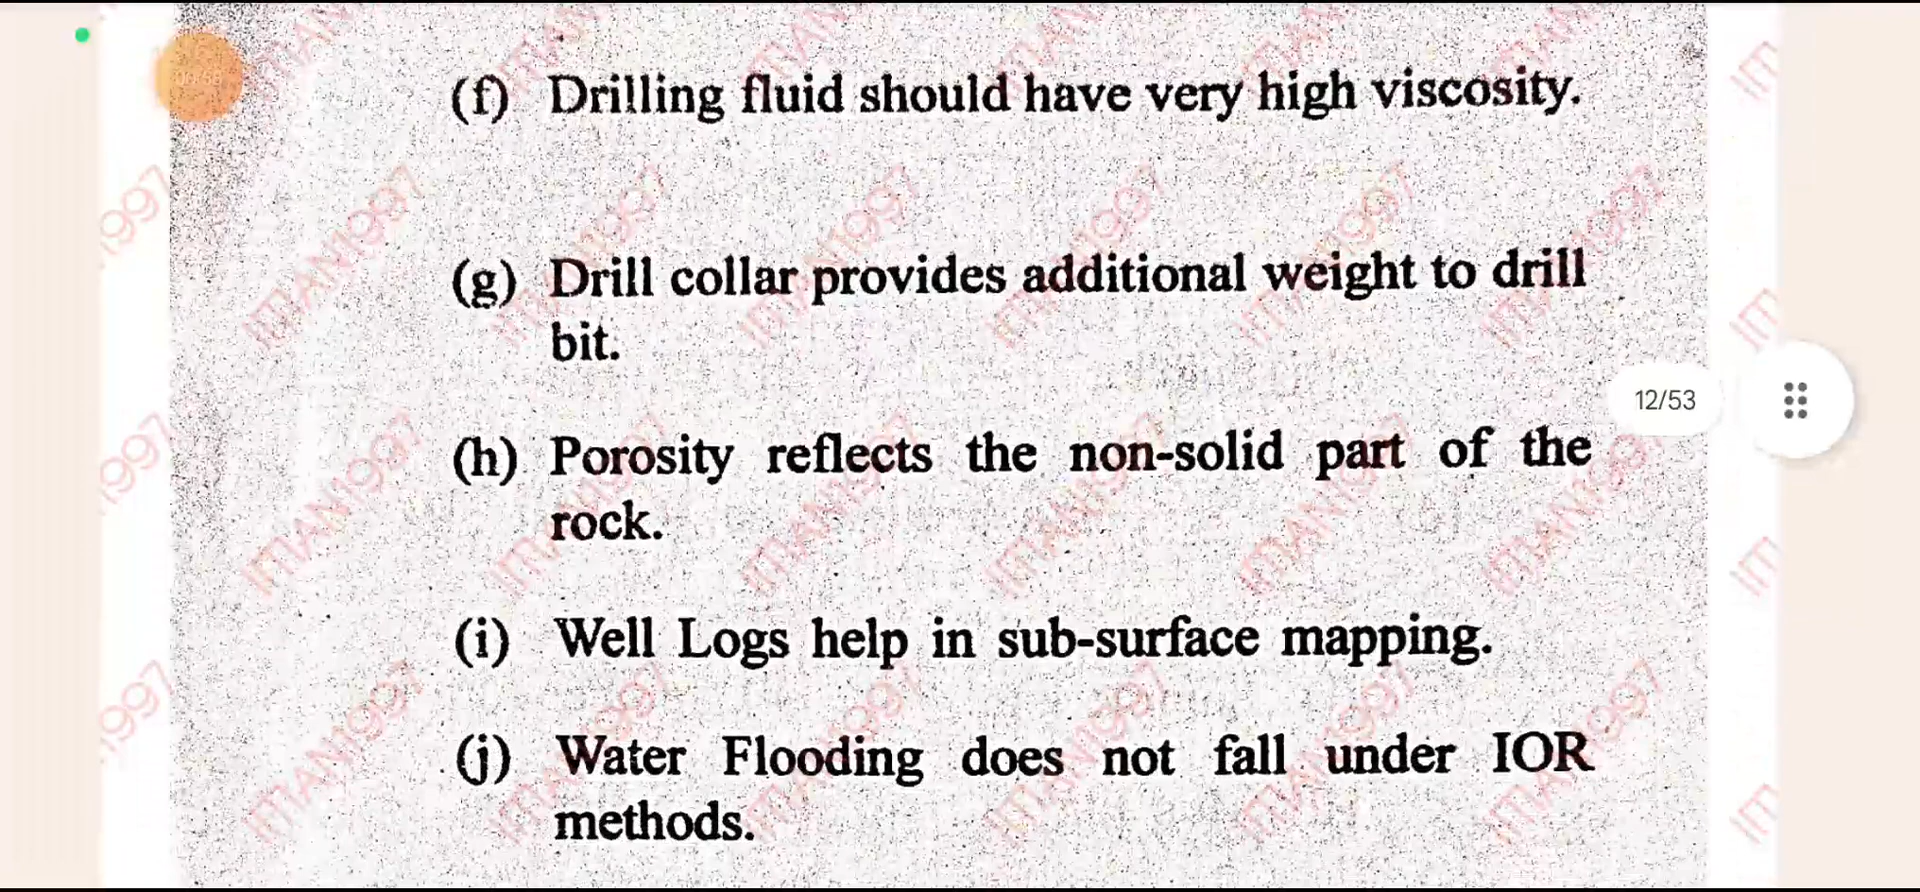 (f) Drilling fluid should have very high viscosity.
(g) Drill collar provides additional weight to drill
bit.
12/53
(h) Porosity reflects the non-solid part of the
rock.
(i) Well Logs help in sub-surface mapping.
(j) Water Flooding does not fall under IOR
methods.